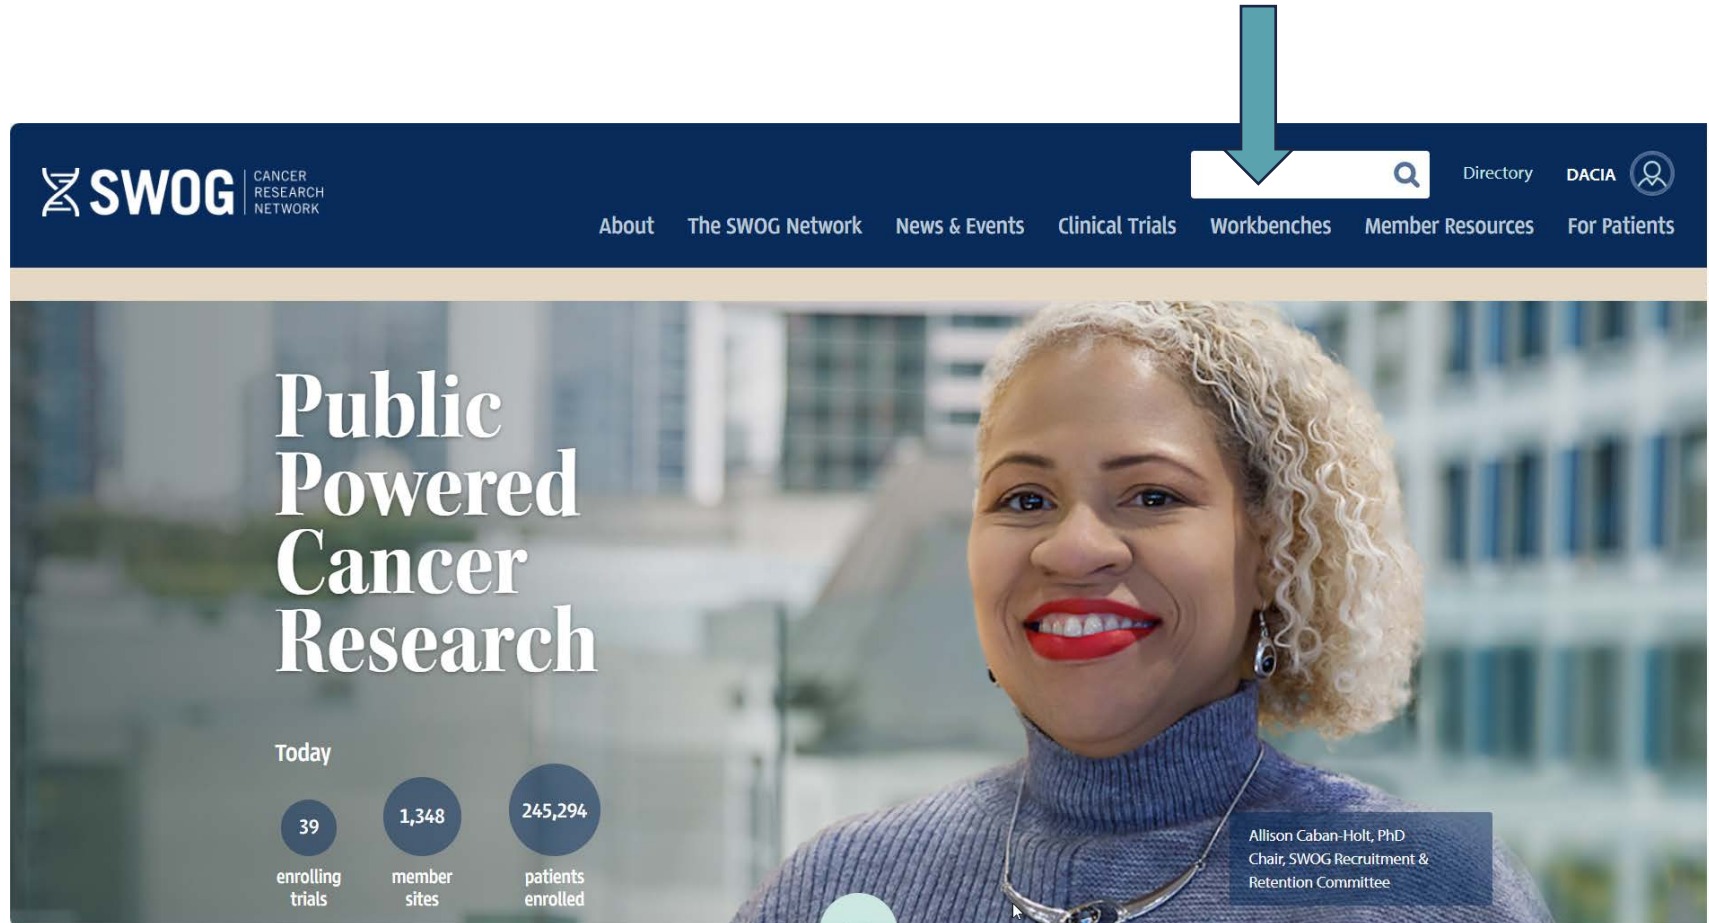 SWOG
CANCER
RESEARCH
NETWORK
Directory
DACIA
About
The SWOG Network
News & Events
Clinical Trials
Workbenches
Member Resources
For Patients
Public
Powered
Cancer
Research
Today
39
enrolling
trials
1,348
member
sites
245,294
patients
enrolled
Allison Caban-Holt, PhD
Chair, SWOG Recruitment &
Retention Committee